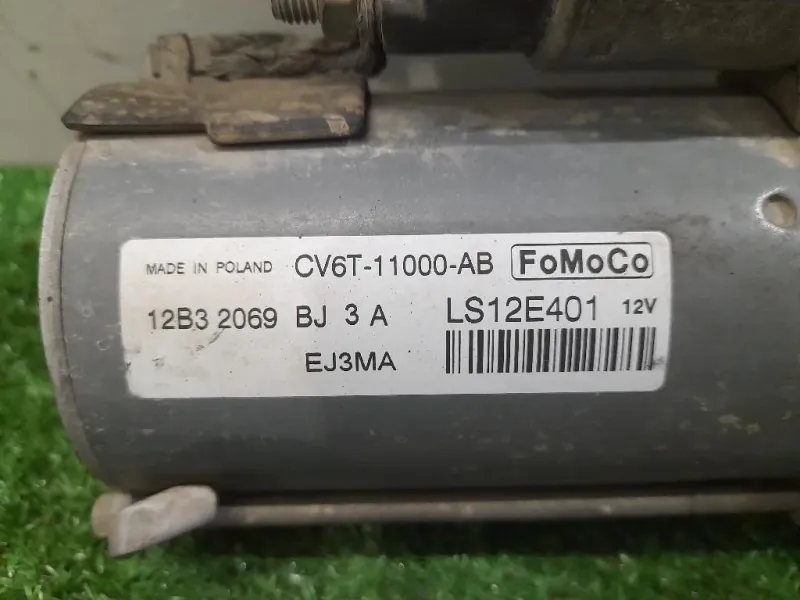 MADE IN POLAND CV6T-11000-AB FoMoCo
12B3 2069 BJ 3 A LS12E401 12V
EJ3MA